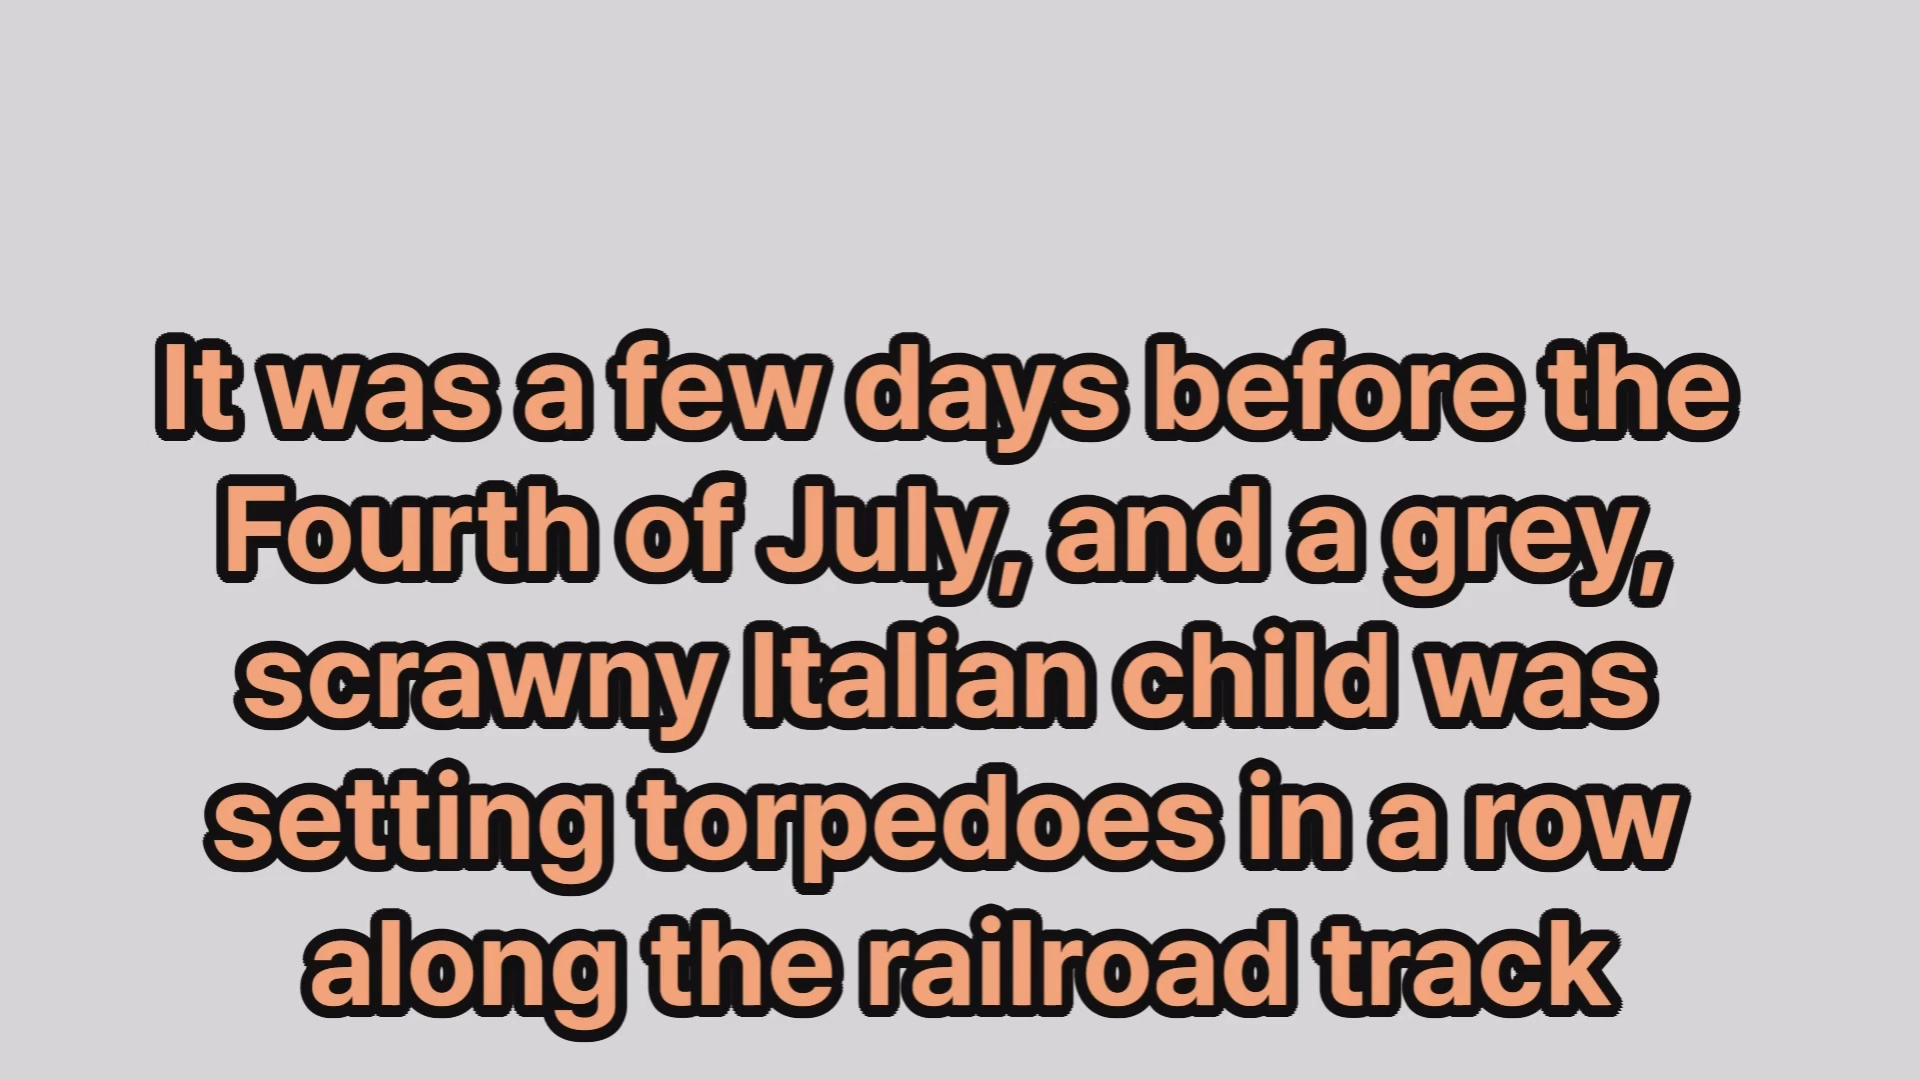 It was a few days before the
Fourth of July, and a grey,
scrawny Italian child was
setting torpedoes in a row
along the railroad track